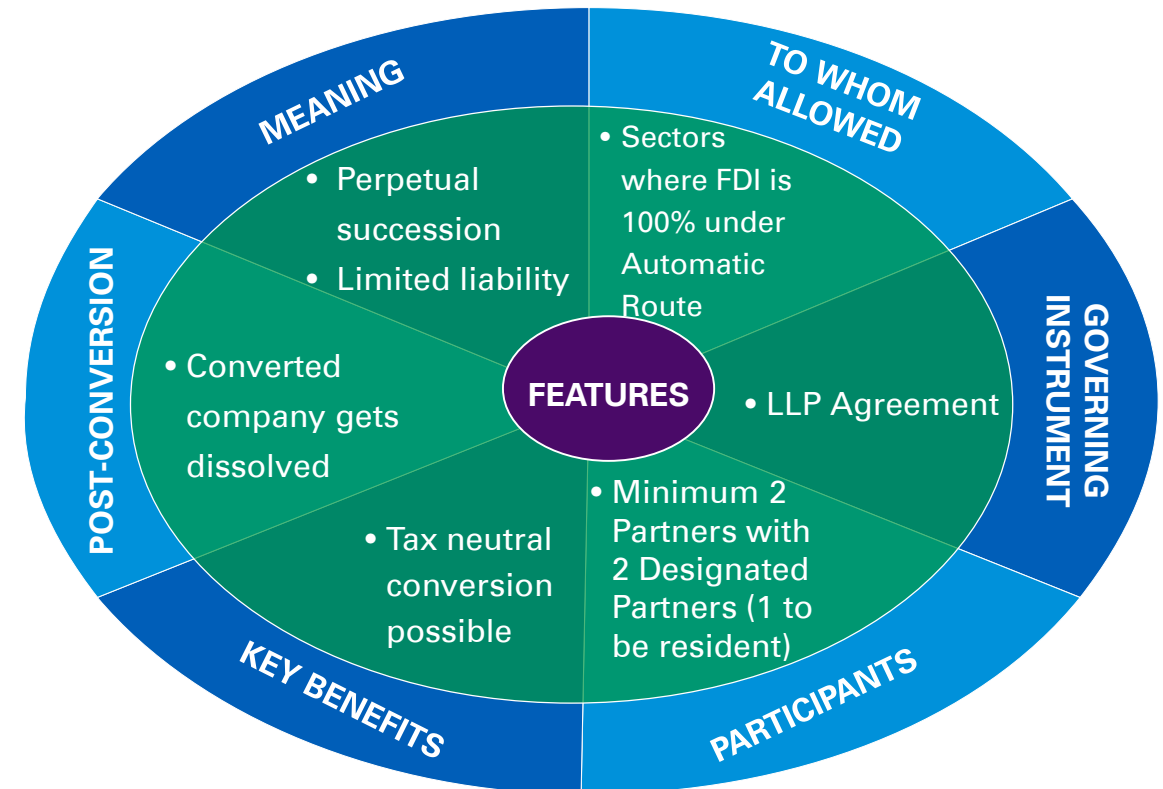 MEANING
• Perpetual
succession
• Limited liability
TO WHOM
ALLOWED
• Sectors
where FDI is
100% under
Automatic
Route
GOVERNING
INSTRUMENT
• LLP Agreement
PARTICIPANTS
• Minimum 2
Partners with
2 Designated
Partners (1 to
be resident)
KEY BENEFITS
• Tax neutral
conversion
possible
POST-CONVERSION
• Converted
company gets
dissolved
FEATURES